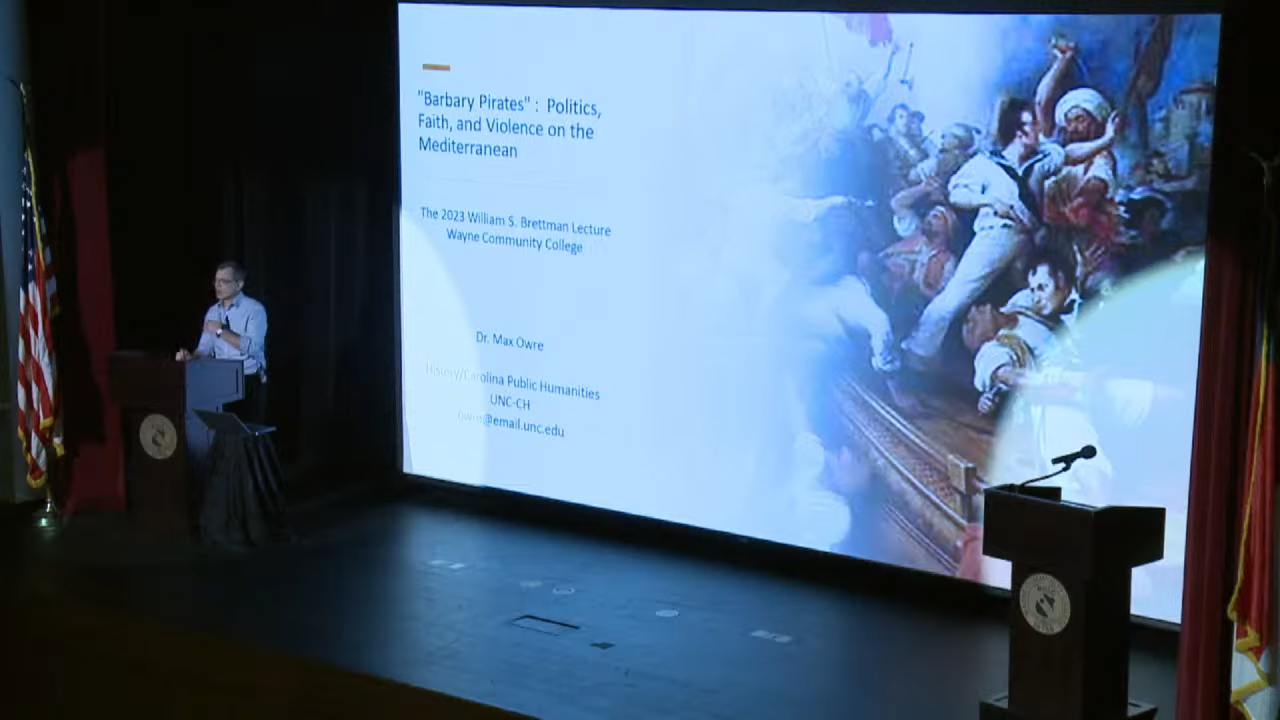 "Barbary Pirates" : Politics,
Faith, and Violence on the
Mediterranean
The 2023 William S. Brettman Lecture
Wayne Community College
Dr. Max Owre
History/Carolina Public Humanities
UNC-CH
owre@email.unc.edu